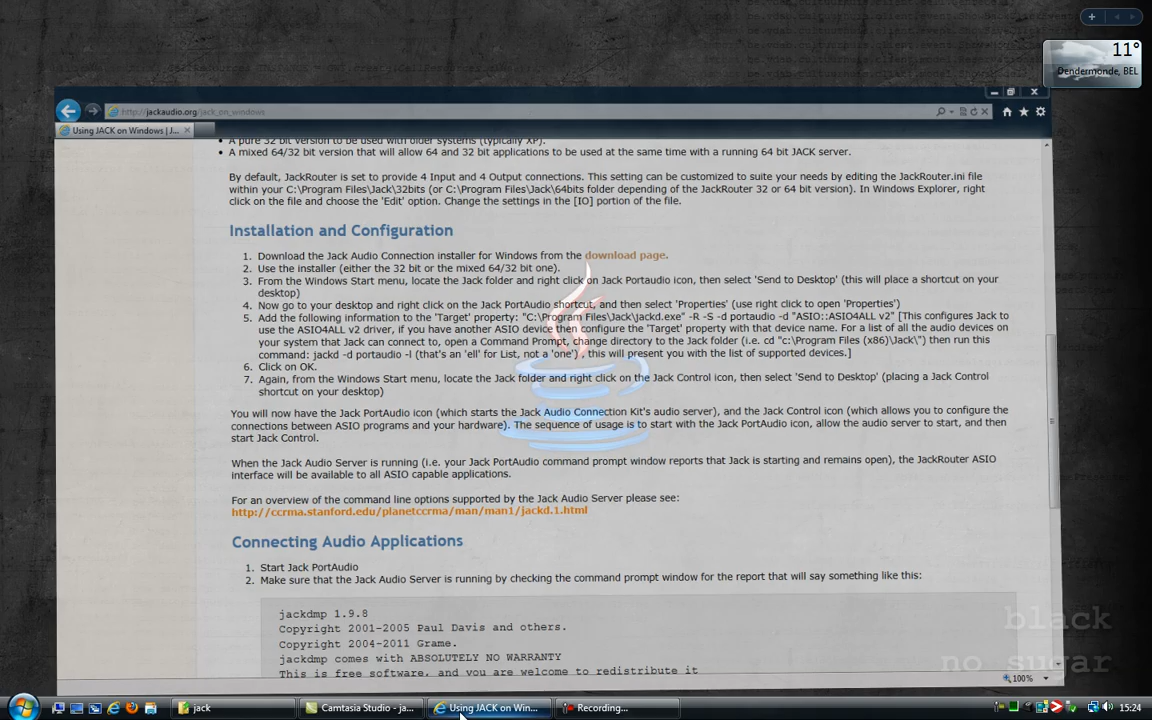 11°
Dendermonde, BEL
http://jackaudio.org/jack_on_windows
Using JACK on Windows | J...
• A pure 32 bit version to be used with older systems (typically XP).
• A mixed 64/32 bit version that will allow 64 and 32 bit applications to be used at the same time with a running 64 bit JACK server.
By default, JackRouter is set to provide 4 Input and 4 Output connections. This setting can be customized to suite your needs by editing the JackRouter.ini file
within your C:\Program Files\Jack\32bits (or C:\Program Files\Jack\64bits folder depending of the JackRouter 32 or 64 bit version). In Windows Explorer, right
click on the file and choose the 'Edit' option. Change the settings in the [IO] portion of the file.
Installation and Configuration
1. Download the Jack Audio Connection installer for Windows from the download page.
2. Use the installer (either the 32 bit or the mixed 64/32 bit one).
3. From the Windows Start menu, locate the Jack folder and right click on Jack Portaudio icon, then select 'Send to Desktop' (this will place a shortcut on your
desktop)
4. Now go to your desktop and right click on the Jack PortAudio shortcut, and then select 'Properties' (use right click to open 'Properties')
5. Add the following information to the 'Target' property: "C:\Program Files\Jack\jackd.exe" -R -S -d portaudio -d "ASIO::ASIO4ALL v2" [This configures Jack to
use the ASIO4ALL v2 driver, if you have another ASIO device then configure the 'Target' property with that device name. For a list of all the audio devices on
your system that Jack can connect to, open a Command Prompt, change directory to the Jack folder (i.e. cd "c:\Program Files (x86)\Jack\") then run this
command: jackd -d portaudio -l (that's an 'ell' for List, not a 'one') , this will present you with the list of supported devices.]
6. Click on OK.
7. Again, from the Windows Start menu, locate the Jack folder and right click on the Jack Control icon, then select 'Send to Desktop' (placing a Jack Control
shortcut on your desktop)
You will now have the Jack PortAudio icon (which starts the Jack Audio Connection Kit's audio server), and the Jack Control icon (which allows you to configure the
connections between ASIO programs and your hardware). The sequence of usage is to start with the Jack PortAudio icon, allow the audio server to start, and then
start Jack Control.
When the Jack Audio Server is running (i.e. your Jack PortAudio command prompt window reports that Jack is starting and remains open), the JackRouter ASIO
interface will be available to all ASIO capable applications.
For an overview of the command line options supported by the Jack Audio Server please see:
http://ccrma.stanford.edu/planetccrma/man/man1/jackd.1.html
Connecting Audio Applications
1. Start Jack PortAudio
2. Make sure that the Jack Audio Server is running by checking the command prompt window for the report that will say something like this:
jackdmp 1.9.8
Copyright 2001-2005 Paul Davis and others.
Copyright 2004-2011 Grame.
jackdmp comes with ABSOLUTELY NO WARRANTY
This is free software, and you are welcome to redistribute it
black
no sugar
100%
jack
Camtasia Studio - ja...
Using JACK on Win...
Recording...
15:24